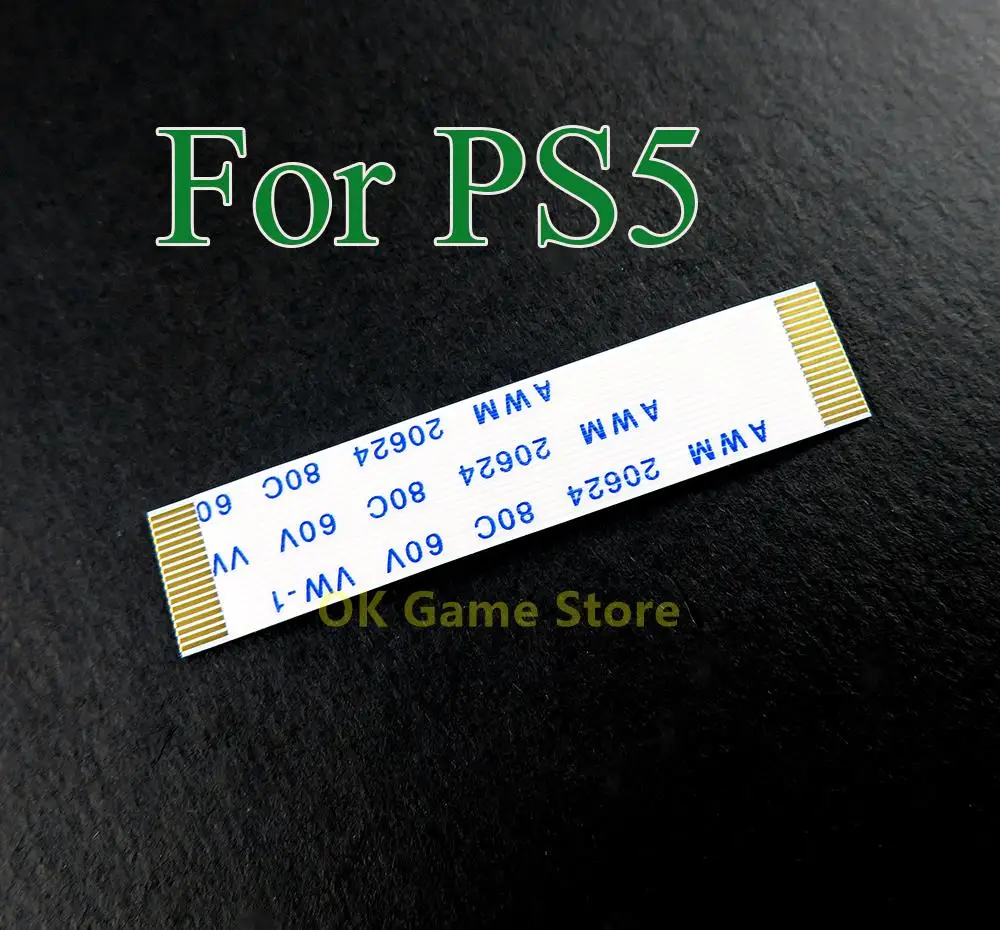 For PS5
AWM 20624 80C 60V VW-1
AWM 20624 80C 60V VV
AWM 20624 80C 60
OK Game Store